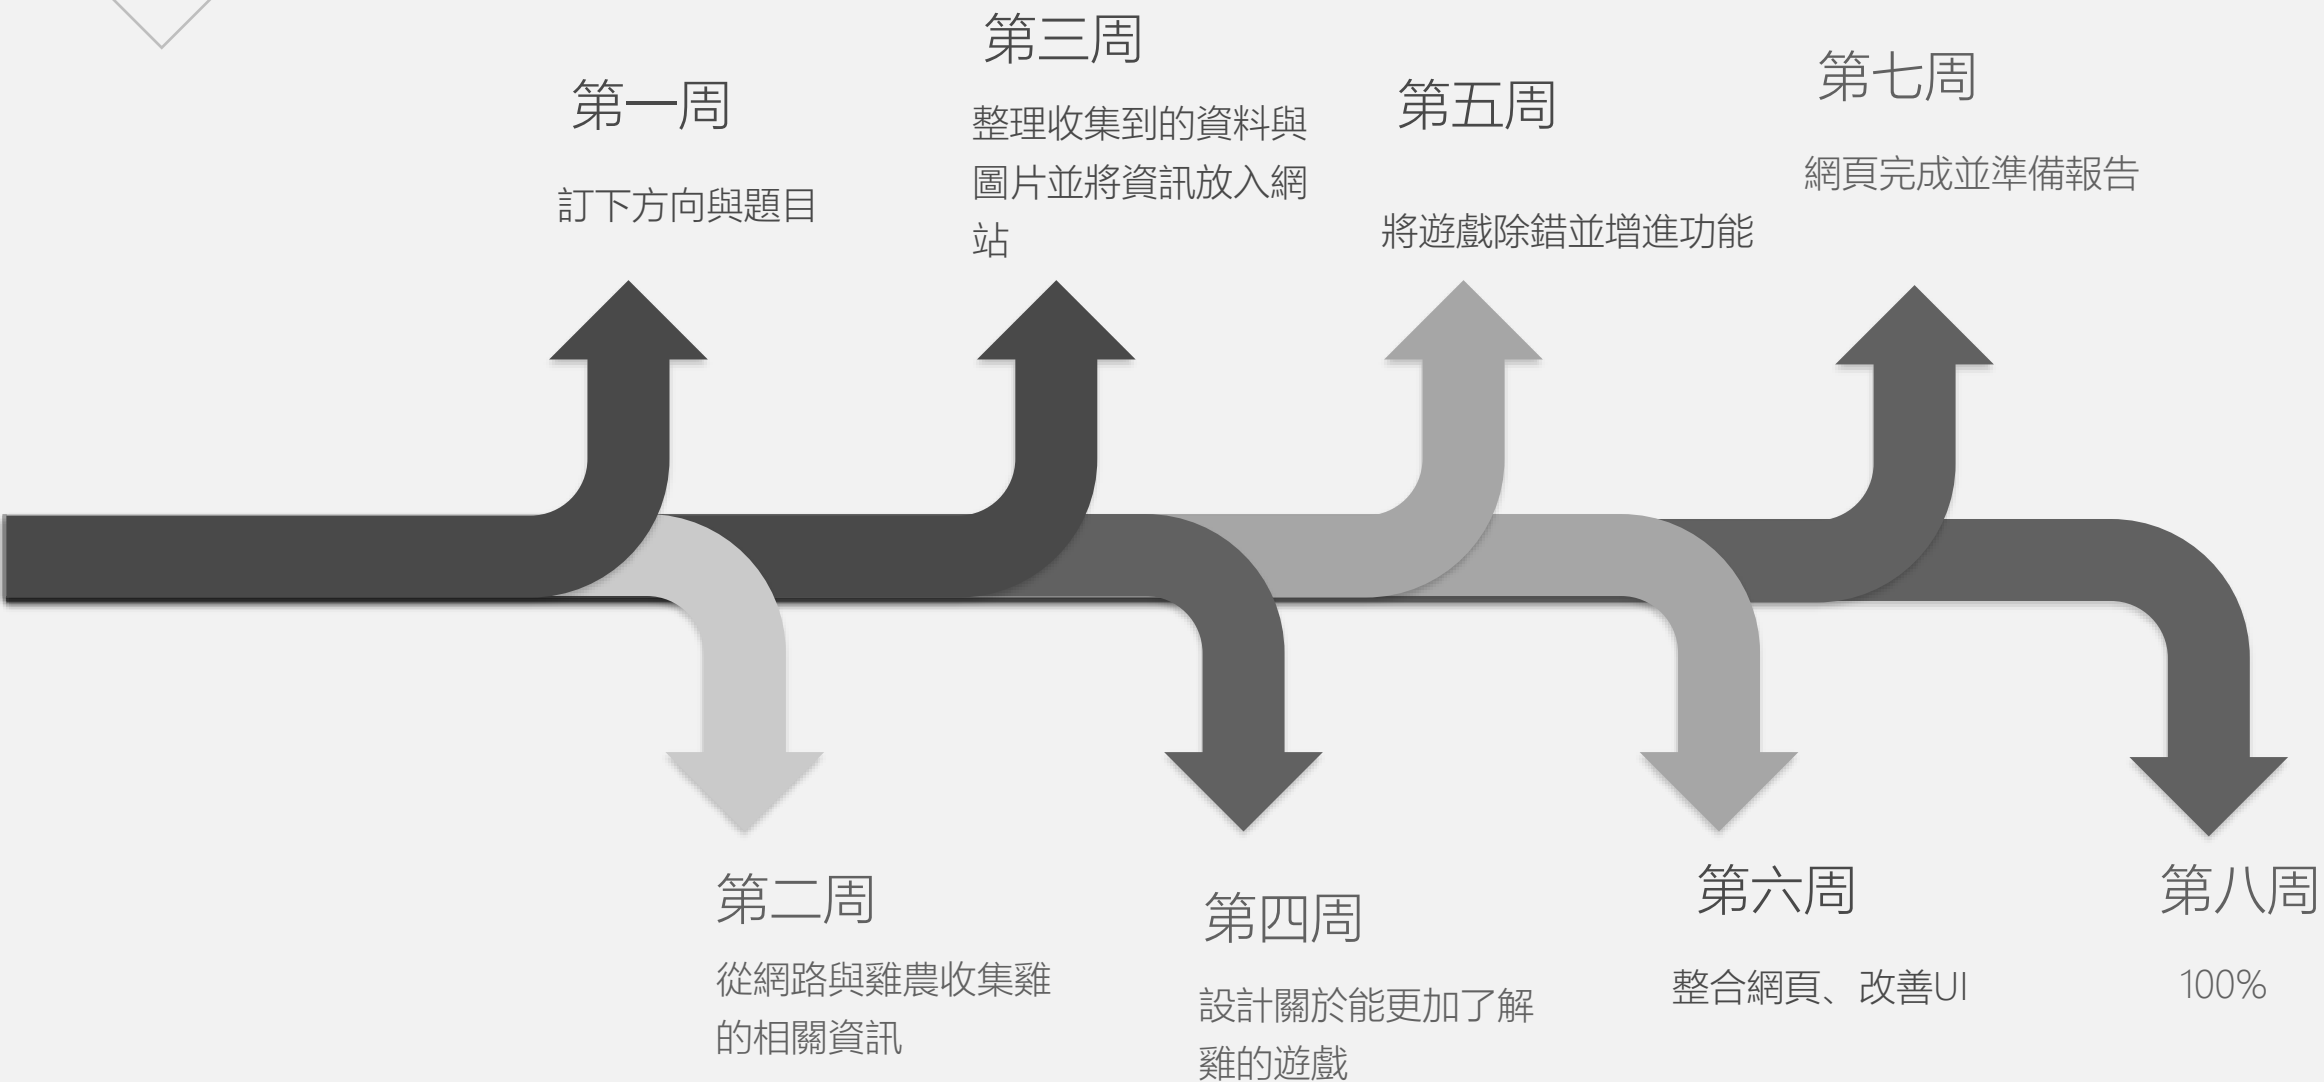 第一周
訂下方向與題目
第二周
從網路與雞農收集雞
的相關資訊
第三周
整理收集到的資料與
圖片並將資訊放入網
站
第四周
設計關於能更加了解
雞的遊戲
第五周
將遊戲除錯並增進功能
第六周
整合網頁、改善UI
第七周
網頁完成並準備報告
第八周
100%